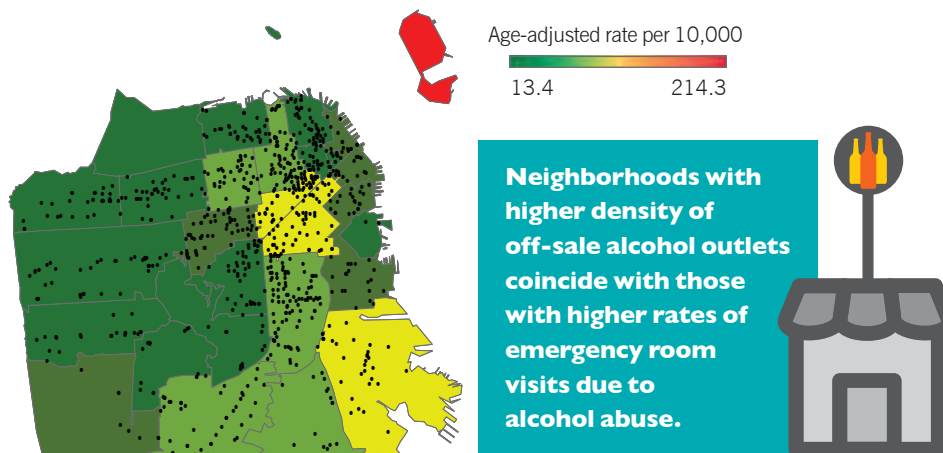 Age-adjusted rate per 10,000
13.4 214.3
Neighborhoods with
higher density of
off-sale alcohol outlets
coincide with those
with higher rates of
emergency room
visits due to
alcohol abuse.